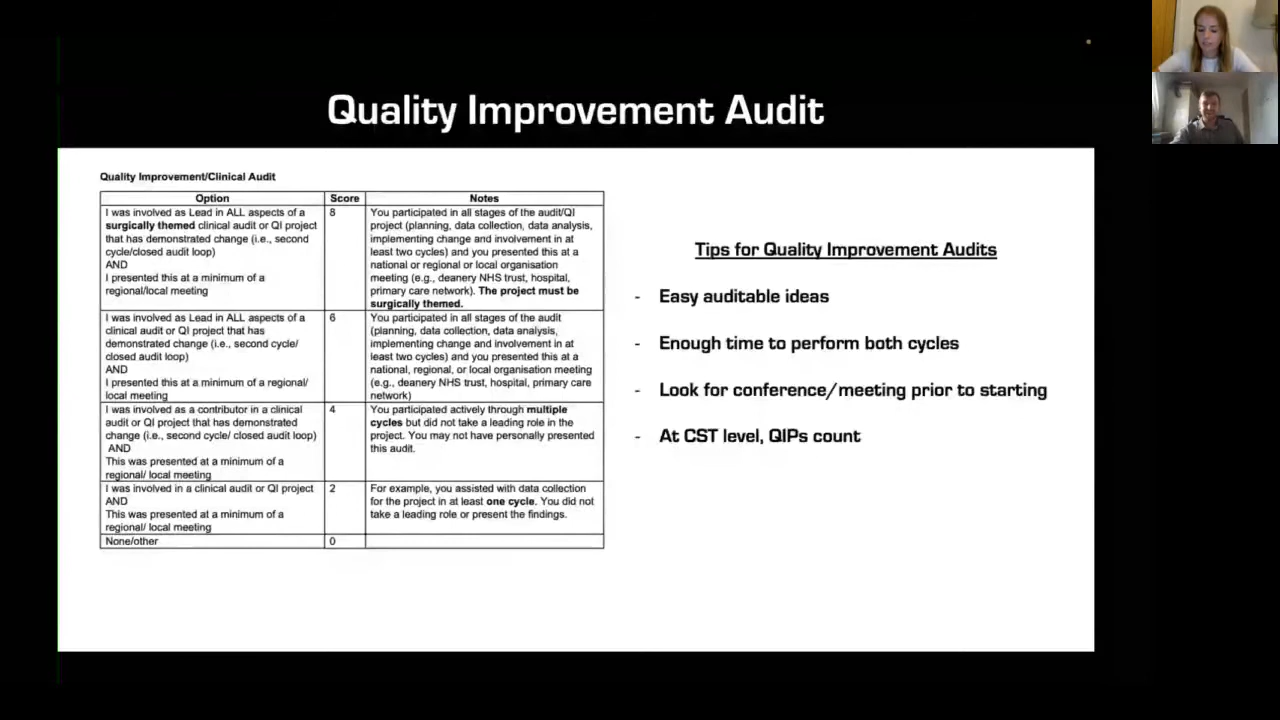 Quality Improvement Audit
Quality Improvement/Clinical Audit
Option Score Notes
I was involved as Lead in ALL aspects of a
surgically themed clinical audit or QI project
that has demonstrated change (i.e., second
cycle/closed audit loop)
AND
I presented this at a minimum of a
regional/local meeting
8
You participated in all stages of the audit/QI
project (planning, data collection, data analysis,
implementing change and involvement in at
least two cycles) and you presented this at a
national or regional or local organisation
meeting (e.g., deanery NHS trust, hospital,
primary care network). The project must be
surgically themed.
I was involved as Lead in ALL aspects of a
clinical audit or QI project that has
demonstrated change (i.e., second cycle/
closed audit loop)
AND
I presented this at a minimum of a regional/
local meeting
6
You participated in all stages of the audit
(planning, data collection, data analysis,
implementing change and involvement in at
least two cycles) and you presented this at a
national, regional, or local organisation meeting
(e.g., deanery NHS trust, hospital, primary care
network)
I was involved as a contributor in a clinical
audit or QI project that has demonstrated
change (i.e., second cycle/ closed audit loop)
AND
This was presented at a minimum of a
regional/ local meeting
4
You participated actively through multiple
cycles but did not take a leading role in the
project. You may not have personally presented
this audit.
I was involved in a clinical audit or QI project
AND
This was presented at a minimum of a
regional/ local meeting
2
For example, you assisted with data collection
for the project in at least one cycle. You did not
take a leading role or present the findings.
None/other
0
Tips for Quality Improvement Audits
- Easy auditable ideas
- Enough time to perform both cycles
- Look for conference/meeting prior to starting
- At CST level, QIPs count